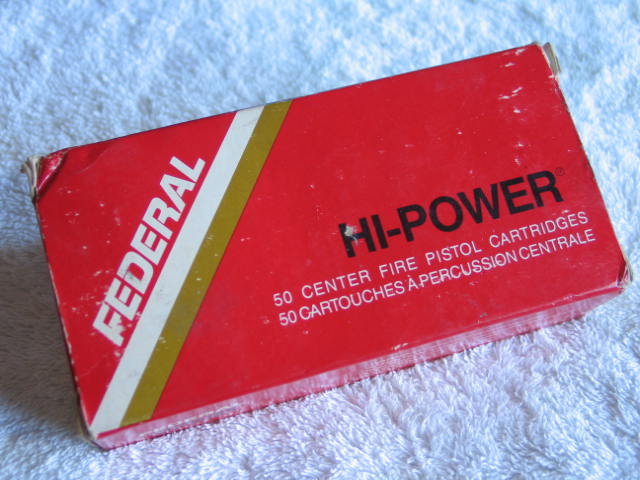 FEDERAL
HI-POWER®
50 CENTER FIRE PISTOL CARTRIDGES
50 CARTOUCHES À PERCUSSION CENTRALE